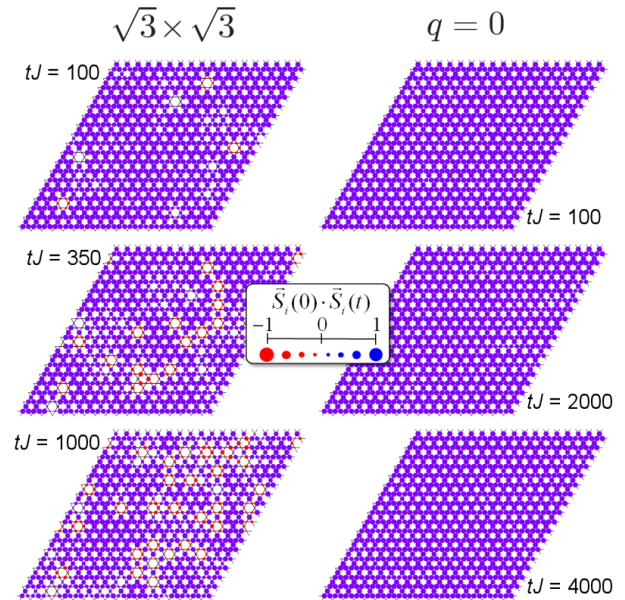 √3 × √3
q = 0
tJ = 100
tJ = 100
tJ = 350
S⃗ᵢ(0) · S⃗ᵢ(t)
−1 0 1
tJ = 2000
tJ = 1000
tJ = 4000